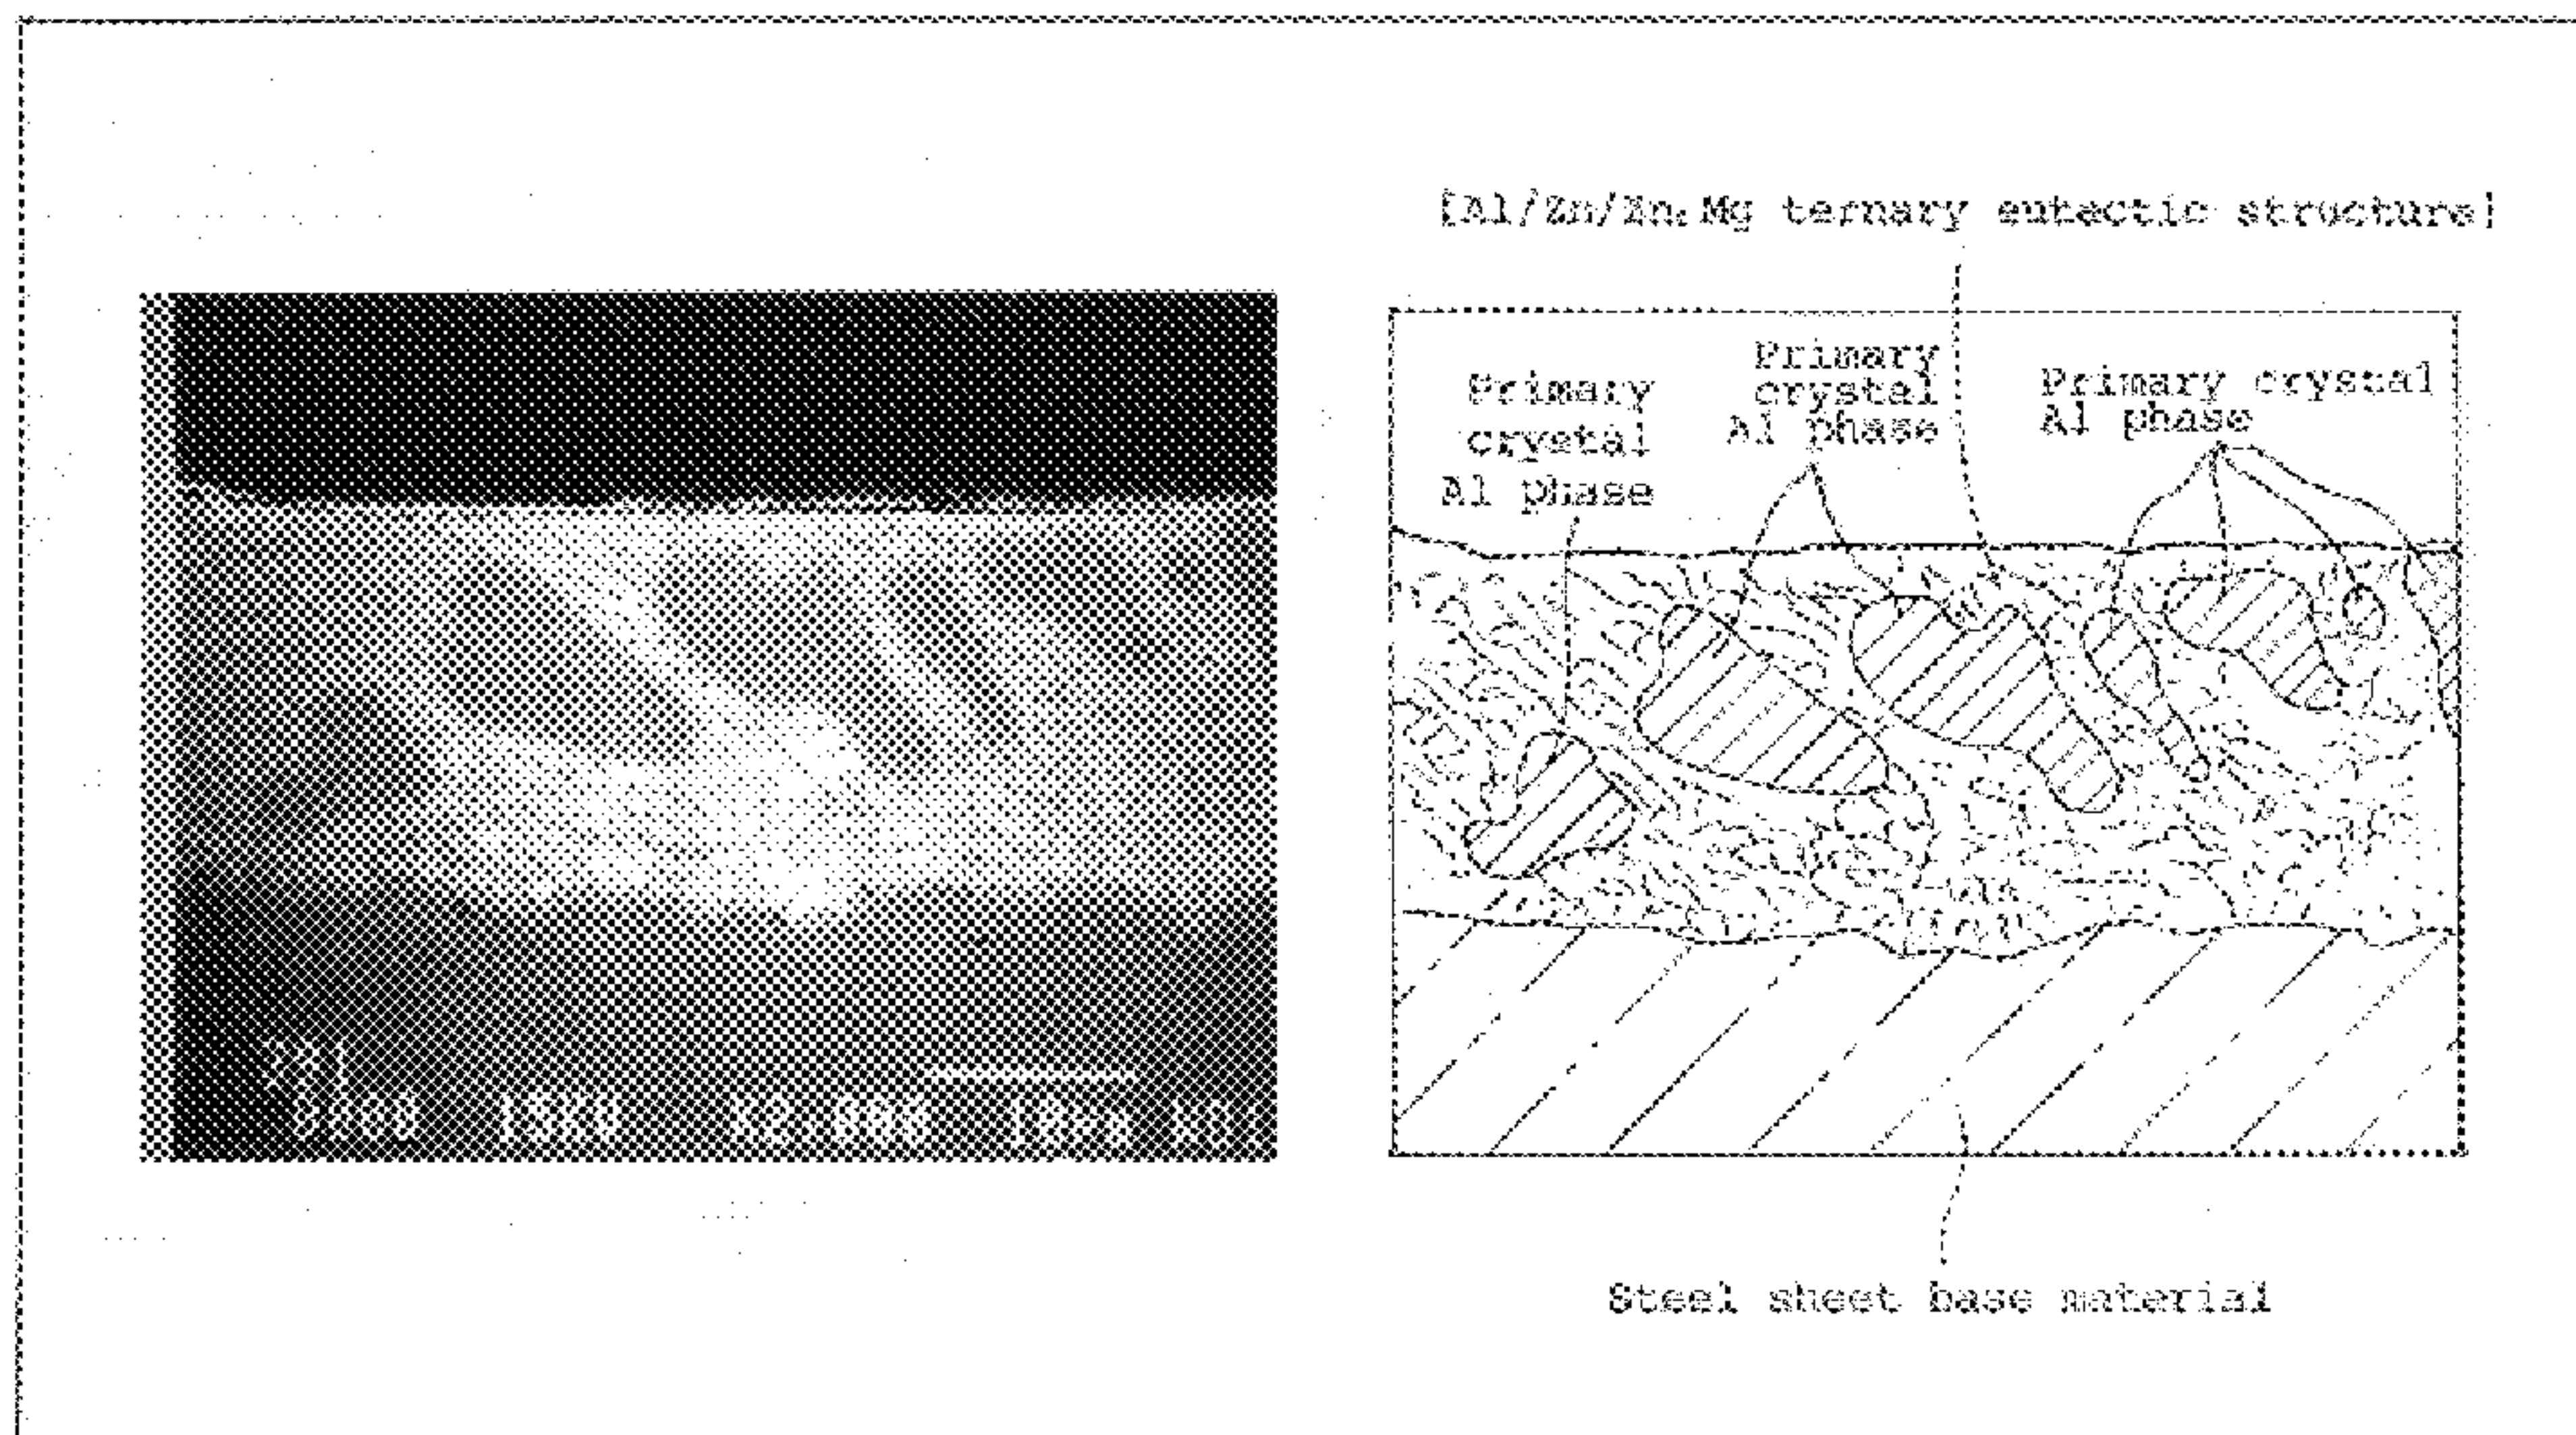 [Al/Zn/Zn₂Mg ternary eutectic structure]
Primary
crystal
Al phase
Primary
crystal
Al phase
Primary crystal
Al phase
15KV
Steel sheet base material